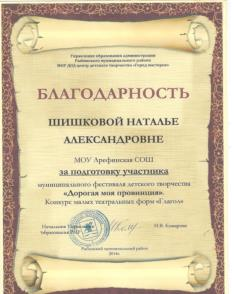 Управление образования администрации
Рыбинского муниципального района
МОУ ДОД центр детского творчества «Город мастеров»
БЛАГОДАРНОСТЬ
ШИШКОВОЙ НАТАЛЬЕ
АЛЕКСАНДРОВНЕ
МОУ Арефинская СОШ
за подготовку участника
муниципального фестиваля детского творчества
«Дорогая моя провинция».
Конкурс малых театральных форм «Глагол»
Начальник Управления
образования РМР
Н.В. Комарова
Рыбинский муниципальный район